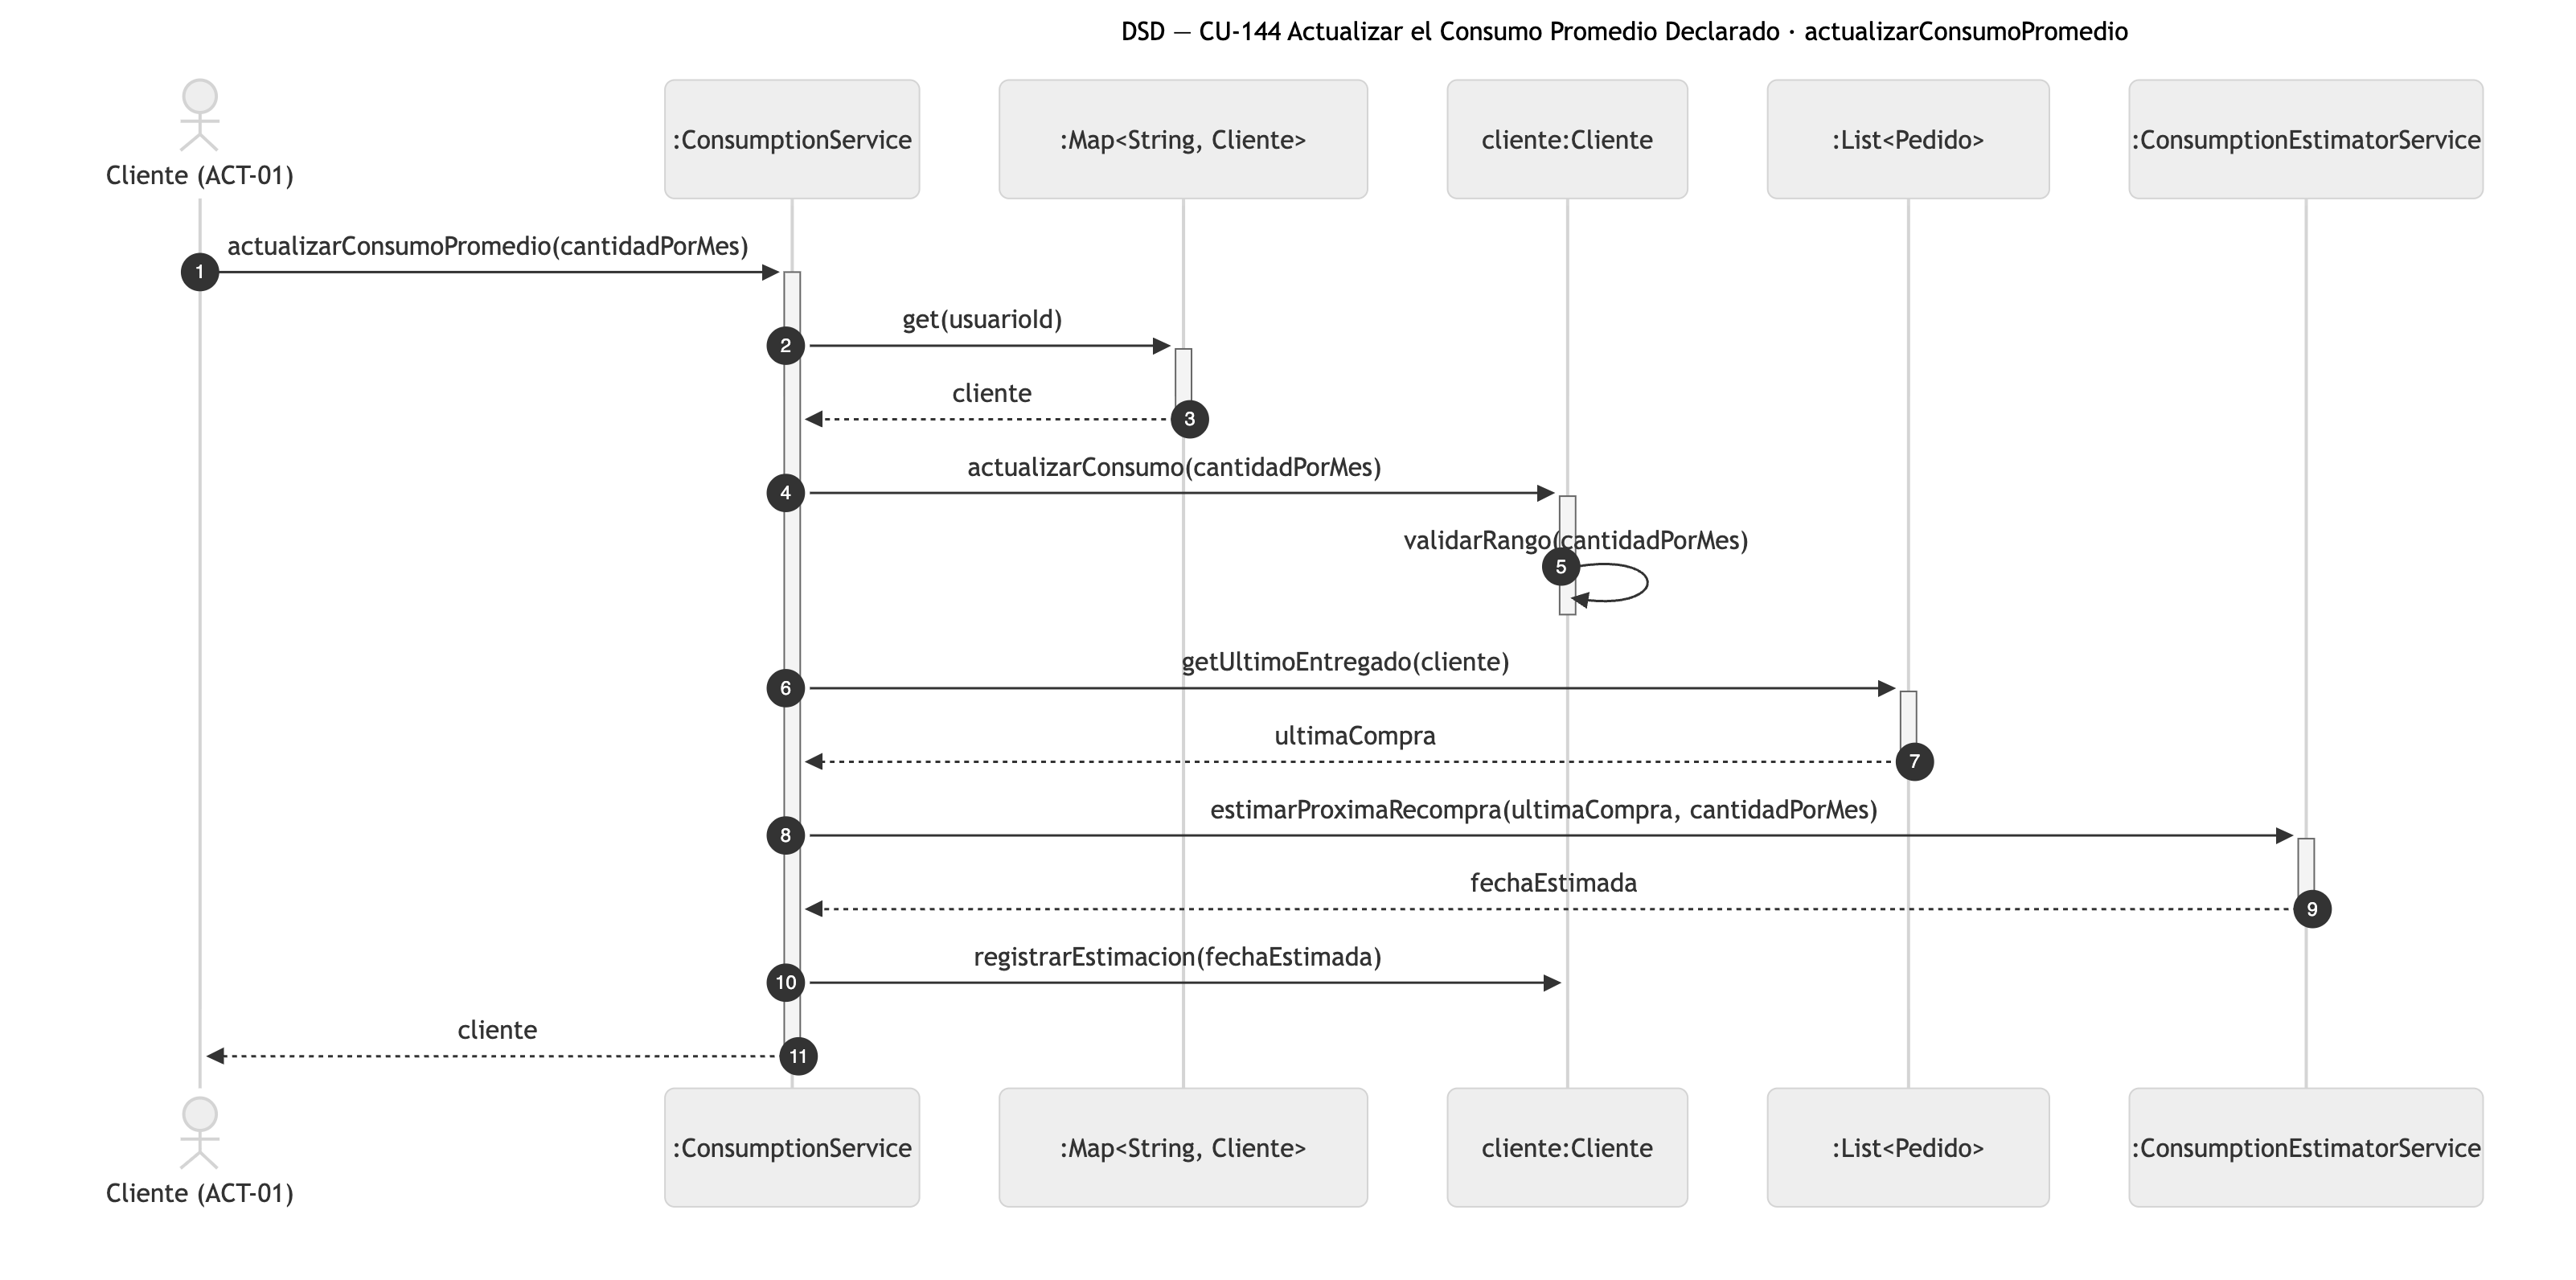 DSD — CU-144 Actualizar el Consumo Promedio Declarado · actualizarConsumoPromedio
Cliente (ACT-01)
:ConsumptionService
:Map<String, Cliente>
cliente:Cliente
:List<Pedido>
:ConsumptionEstimatorService
actualizarConsumoPromedio(cantidadPorMes)
1
get(usuarioId)
2
cliente
3
actualizarConsumo(cantidadPorMes)
4
validarRango(cantidadPorMes)
5
getUltimoEntregado(cliente)
6
ultimaCompra
7
estimarProximaRecompra(ultimaCompra, cantidadPorMes)
8
fechaEstimada
9
registrarEstimacion(fechaEstimada)
10
cliente
11
Cliente (ACT-01)
:ConsumptionService
:Map<String, Cliente>
cliente:Cliente
:List<Pedido>
:ConsumptionEstimatorService